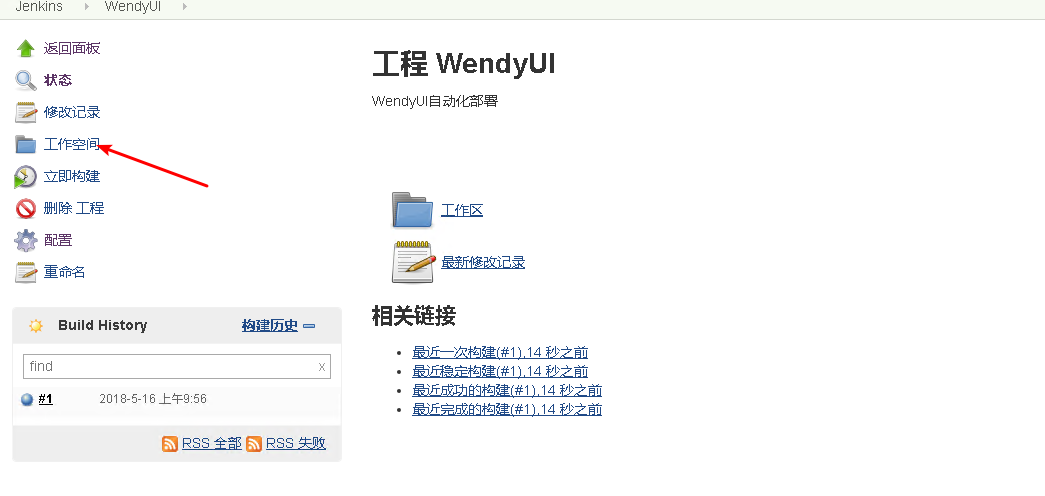 Jenkins WendyUI
返回面板
状态
修改记录
工作空间
立即构建
删除 工程
配置
重命名
Build History 构建历史
find x
#1 2018-5-16 上午9:56
RSS 全部 RSS 失败
工程 WendyUI
WendyUI自动化部署
工作区
最新修改记录
相关链接
最近一次构建(#1),14 秒之前
最近稳定构建(#1),14 秒之前
最近成功的构建(#1),14 秒之前
最近完成的构建(#1),14 秒之前